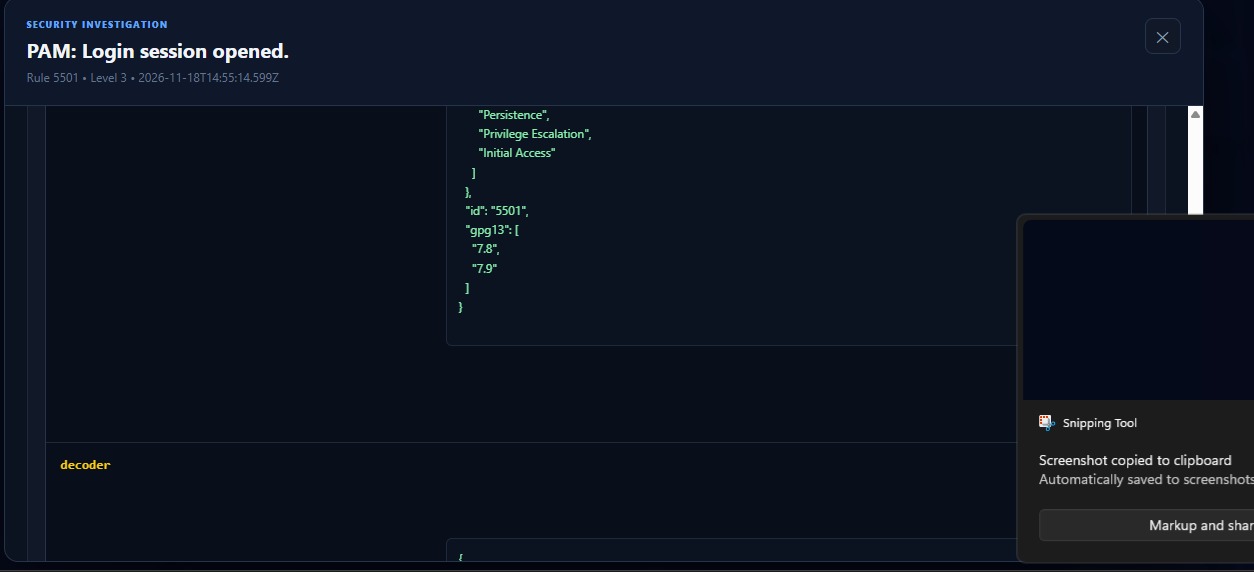 SECURITY INVESTIGATION
PAM: Login session opened.
Rule 5501 • Level 3 • 2026-11-18T14:55:14.599Z
"Persistence",
"Privilege Escalation",
"Initial Access"
]
},
"id": "5501",
"gpg13": [
"7.8",
"7.9"
]
}
decoder
{
Snipping Tool
Screenshot copied to clipboard
Automatically saved to screenshots
Markup and shar